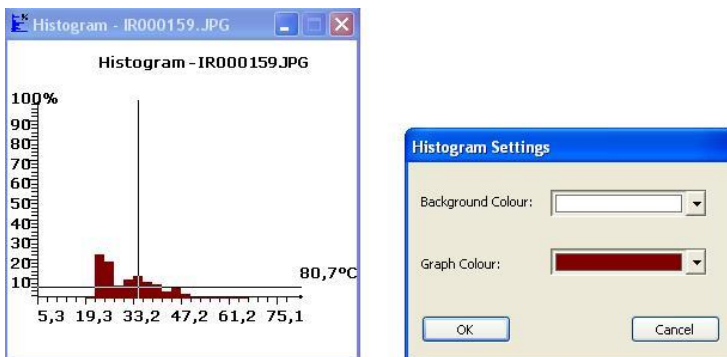 Histogram - IR000159.JPG
Histogram - IR000159.JPG
100%
90
80
70
60
50
40
30
20
10
80,7ºC
5,3 19,3 33,2 47,2 61,2 75,1
Histogram Settings
Background Colour:
Graph Colour:
OK Cancel